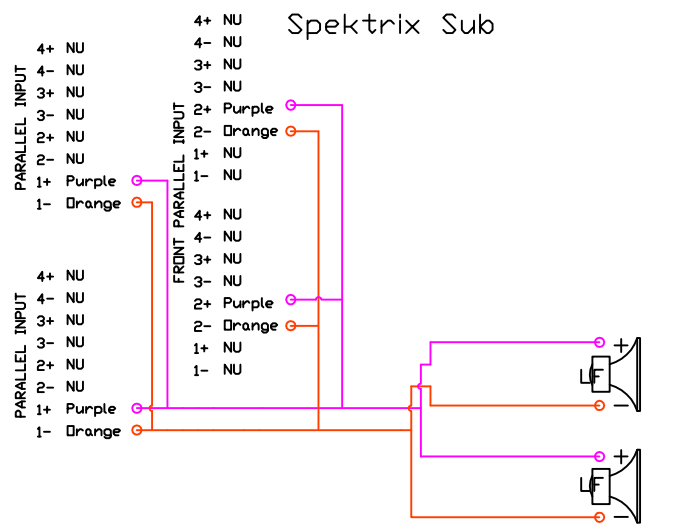 Spektrix Sub
PARALLEL INPUT
4+ NU
4- NU
3+ NU
3- NU
2+ NU
2- NU
1+ Purple
1- Orange
PARALLEL INPUT
4+ NU
4- NU
3+ NU
3- NU
2+ NU
2- NU
1+ Purple
1- Orange
FRONT PARALLEL INPUT
4+ NU
4- NU
3+ NU
3- NU
2+ Purple
2- Orange
1+ NU
1- NU
4+ NU
4- NU
3+ NU
3- NU
2+ Purple
2- Orange
1+ NU
1- NU
+
LF
-
+
LF
-